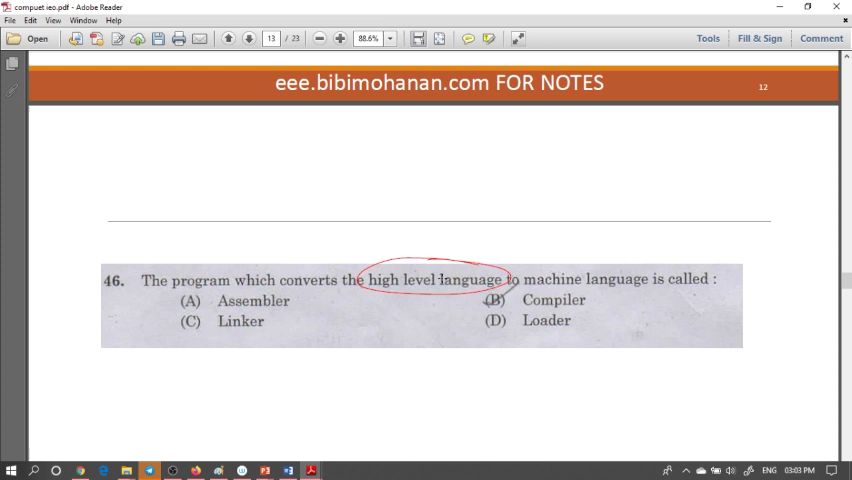 compuet ieo.pdf - Adobe Reader
File Edit View Window Help
Open 13 / 23 88.6% Tools Fill & Sign Comment
eee.bibimohanan.com FOR NOTES 12
46. The program which converts the high level language to machine language is called :
(A) Assembler (B) Compiler
(C) Linker (D) Loader
ENG 03:03 PM